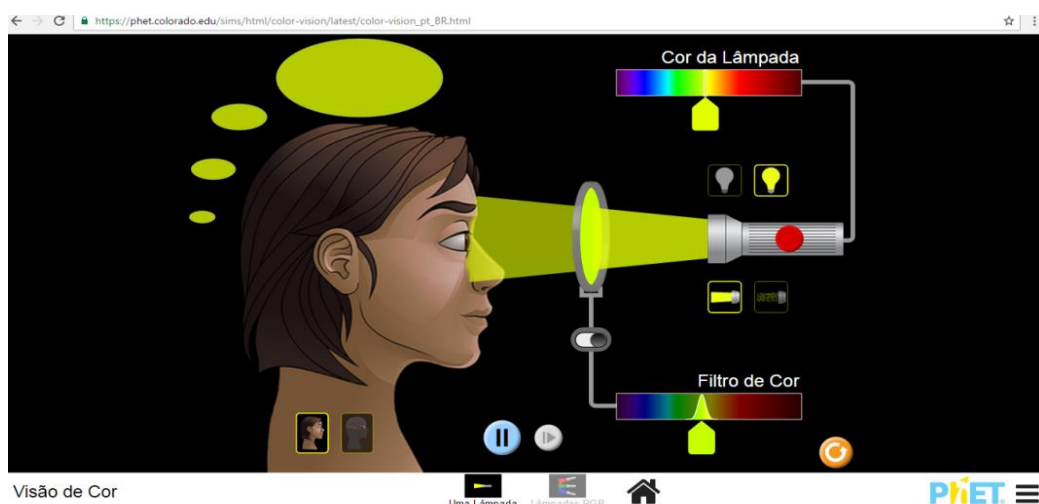 https://phet.colorado.edu/sims/html/color-vision/latest/color-vision_pt_BR.html
Cor da Lâmpada
Filtro de Cor
Visão de Cor
Uma Lâmpada
Lâmpadas RGB
PhET